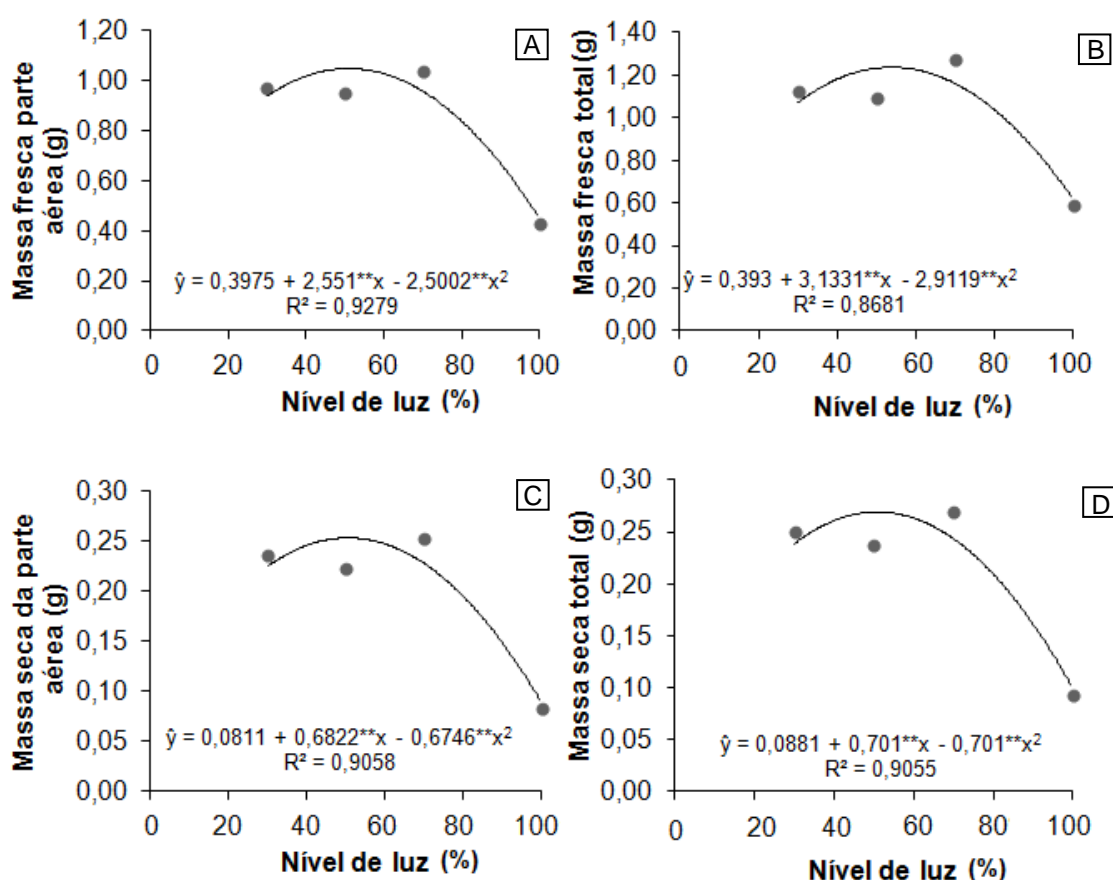 A
Massa fresca parte
aérea (g)
1,20
1,00
0,80
0,60
0,40
0,20
0,00
ŷ = 0,3975 + 2,551**x - 2,5002**x²
R² = 0,9279
0 20 40 60 80 100
Nível de luz (%)
B
Massa fresca total (g)
1,40
1,20
1,00
0,80
0,60
0,40
0,20
0,00
ŷ = 0,393 + 3,1331**x - 2,9119**x²
R² = 0,8681
0 20 40 60 80 100
Nível de luz (%)
C
Massa seca da parte
aérea (g)
0,30
0,25
0,20
0,15
0,10
0,05
0,00
ŷ = 0,0811 + 0,6822**x - 0,6746**x²
R² = 0,9058
0 20 40 60 80 100
Nível de luz (%)
D
Massa seca total (g)
0,30
0,25
0,20
0,15
0,10
0,05
0,00
ŷ = 0,0881 + 0,701**x - 0,701**x²
R² = 0,9055
0 20 40 60 80 100
Nível de luz (%)